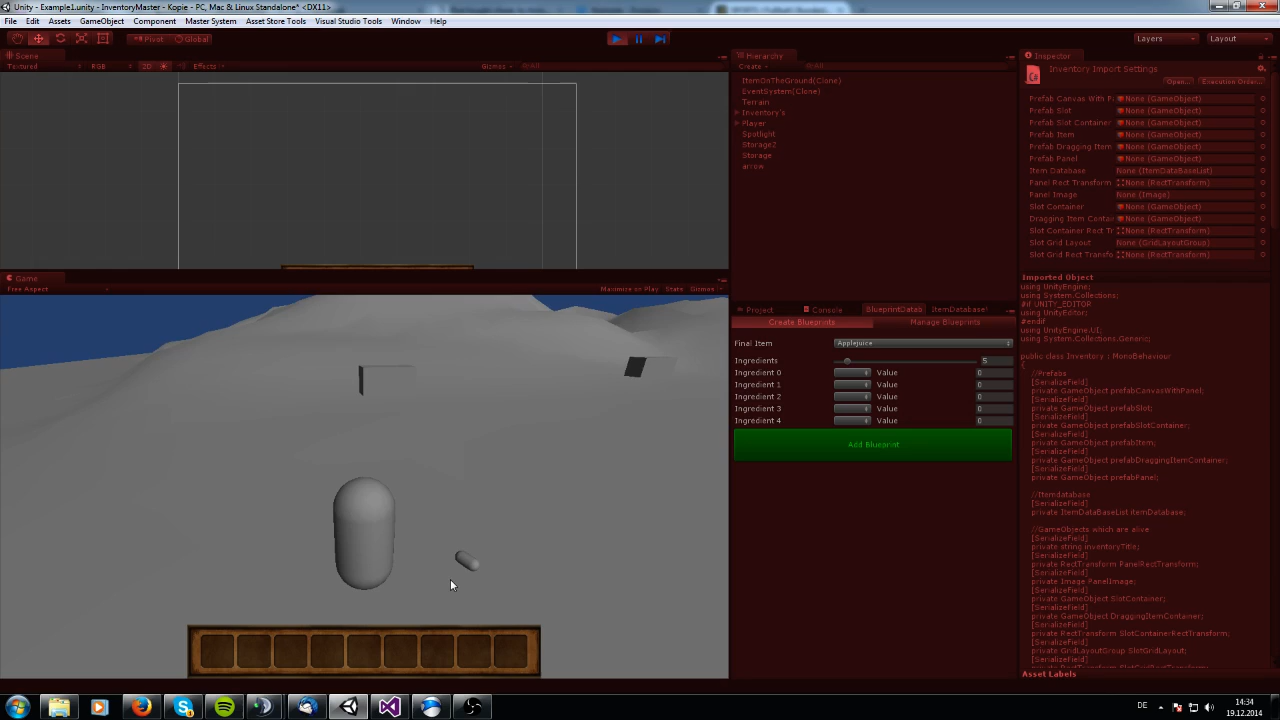 Unity - Example1.unity - InventoryMaster - Kopie - PC, Mac & Linux Standalone* <DX11>
File Edit Assets GameObject Component Master System Asset Store Tools Visual Studio Tools Window Help
Pivot Global Layers Layout
Scene
Textured RGB 2D Effects Gizmos All
Game
Free Aspect Maximize on Play Stats Gizmos
Hierarchy
Create All
ItemOnTheGround(Clone)
EventSystem(Clone)
Terrain
Inventory's
Player
Spotlight
Storage2
Storage
arrow
Project Console BlueprintDatab ItemDatabase
Create Blueprints Manage Blueprints
Final Item Applejuice
Ingredients 5
Ingredient 0 Value 0
Ingredient 1 Value 0
Ingredient 2 Value 0
Ingredient 3 Value 0
Ingredient 4 Value 0
Add Blueprint
Inspector
Inventory Import Settings
Open... Execution Order...
Prefab Canvas With Pa None (GameObject)
Prefab Slot None (GameObject)
Prefab Slot Container None (GameObject)
Prefab Item None (GameObject)
Prefab Dragging Item None (GameObject)
Prefab Panel None (GameObject)
Item Database None (ItemDataBaseList)
Panel Rect Transform None (RectTransform)
Panel Image None (Image)
Slot Container None (GameObject)
Dragging Item Contai None (GameObject)
Slot Container Rect Tr None (RectTransform)
Slot Grid Layout None (GridLayoutGroup)
Slot Grid Rect Transfo None (RectTransform)
Imported Object
using UnityEngine;
using System.Collections;
#if UNITY_EDITOR
using UnityEditor;
#endif
using UnityEngine.UI;
using System.Collections.Generic;
public class Inventory : MonoBehaviour
{
//Prefabs
[SerializeField]
private GameObject prefabCanvasWithPanel;
[SerializeField]
private GameObject prefabSlot;
[SerializeField]
private GameObject prefabSlotContainer;
[SerializeField]
private GameObject prefabItem;
[SerializeField]
private GameObject prefabDraggingItemContainer;
[SerializeField]
private GameObject prefabPanel;
//Itemdatabase
[SerializeField]
private ItemDataBaseList itemDatabase;
//GameObjects which are alive
[SerializeField]
private string inventoryTitle;
[SerializeField]
private RectTransform PanelRectTransform;
[SerializeField]
private Image PanelImage;
[SerializeField]
private GameObject SlotContainer;
[SerializeField]
private GameObject DraggingItemContainer;
[SerializeField]
private RectTransform SlotContainerRectTransform;
[SerializeField]
private GridLayoutGroup SlotGridLayout;
[SerializeField]
private RectTransform SlotGridRectTransform;
Asset Labels
DE 14:34
19.12.2014